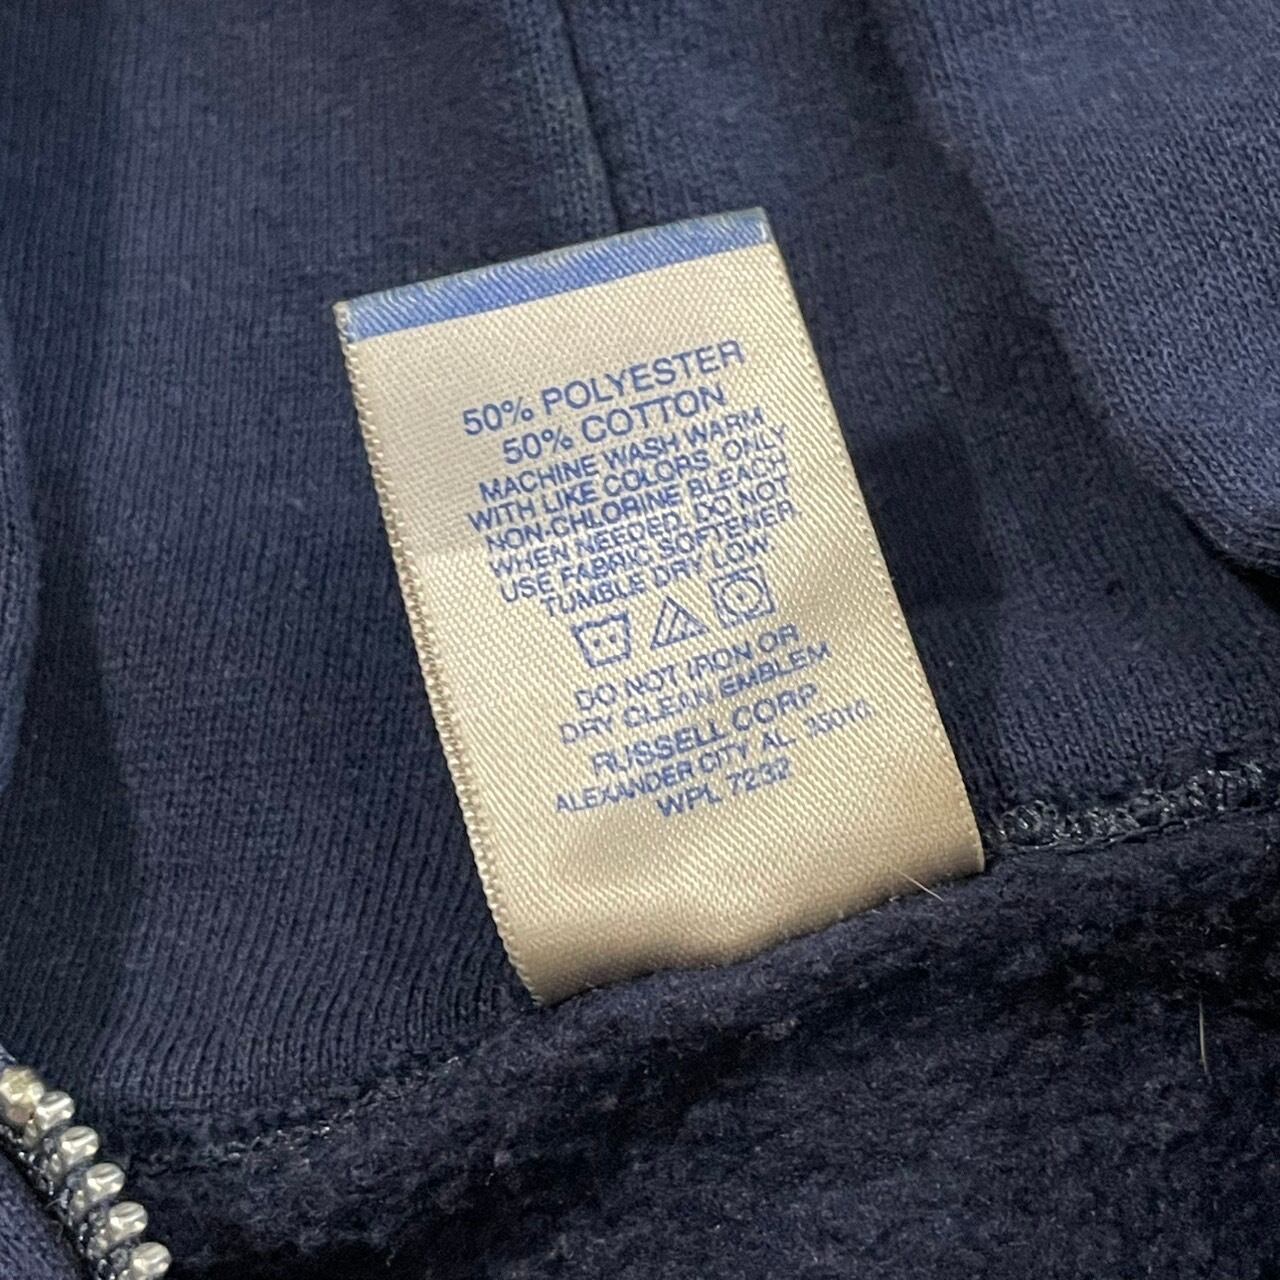 50% POLYESTER
50% COTTON
MACHINE WASH WARM
WITH LIKE COLORS. ONLY
NON-CHLORINE BLEACH
WHEN NEEDED. DO NOT
USE FABRIC SOFTENER.
TUMBLE DRY LOW.
DO NOT IRON OR
DRY CLEAN EMBLEM
RUSSELL CORP
ALEXANDER CITY AL. 35010.
WPL 7232